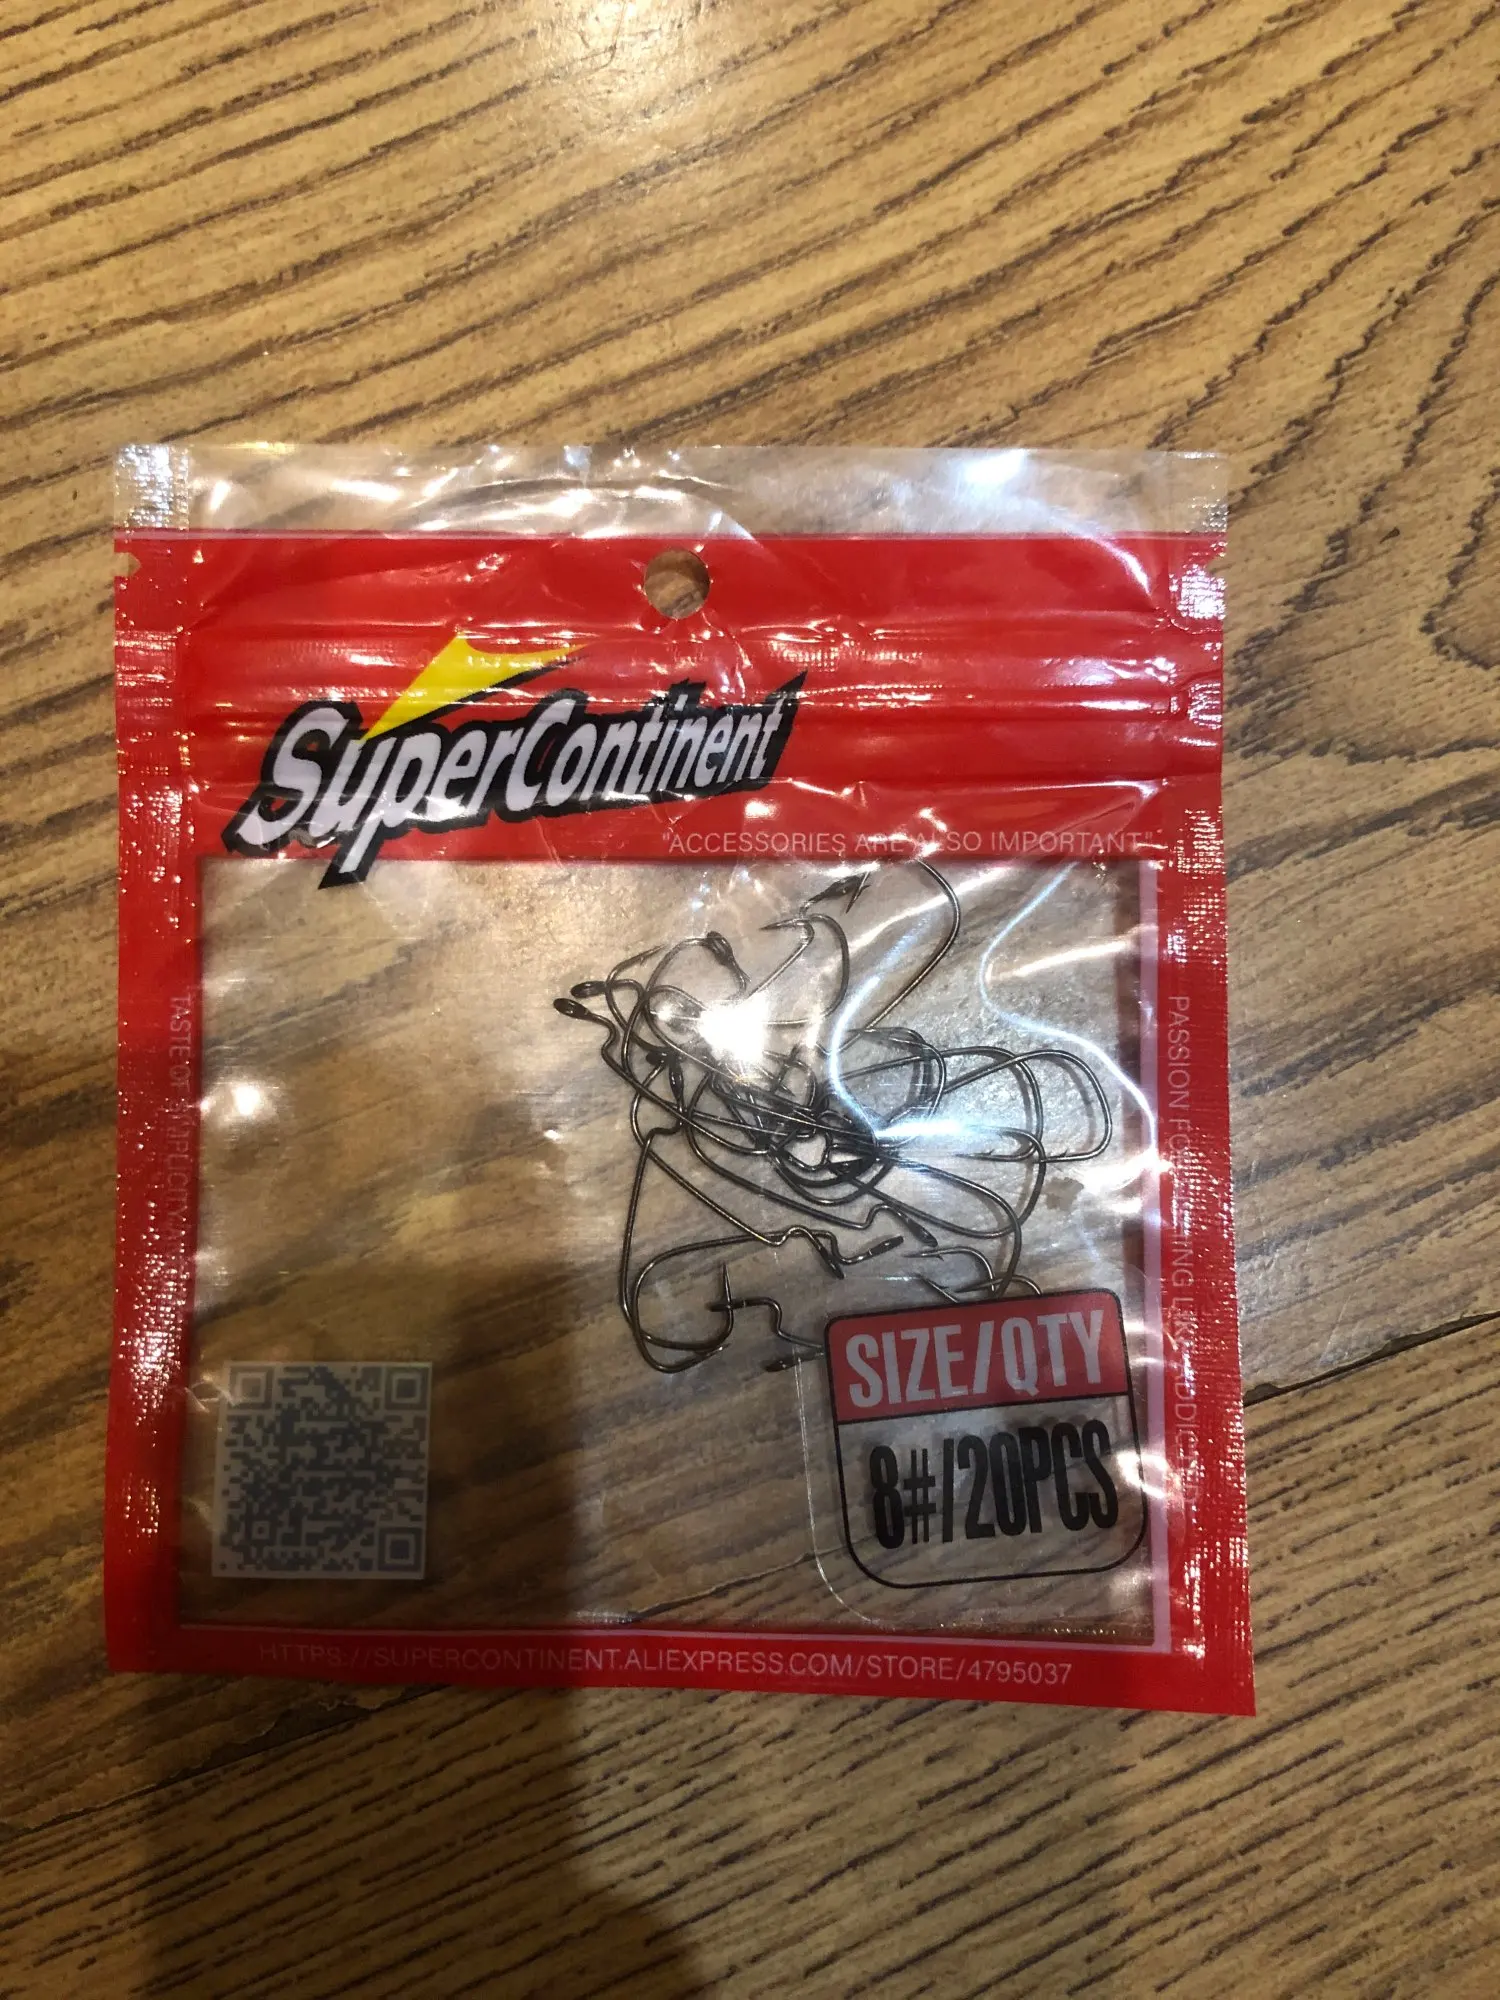 SuperContinent
"ACCESSORIES ARE ALSO IMPORTANT"
TASTE OF SIMPLICITY
PASSION FOR FISHING LIKE ADDICTED
SIZE/QTY
8#/20PCS
HTTPS://SUPERCONTINENT.ALIEXPRESS.COM/STORE/4795037